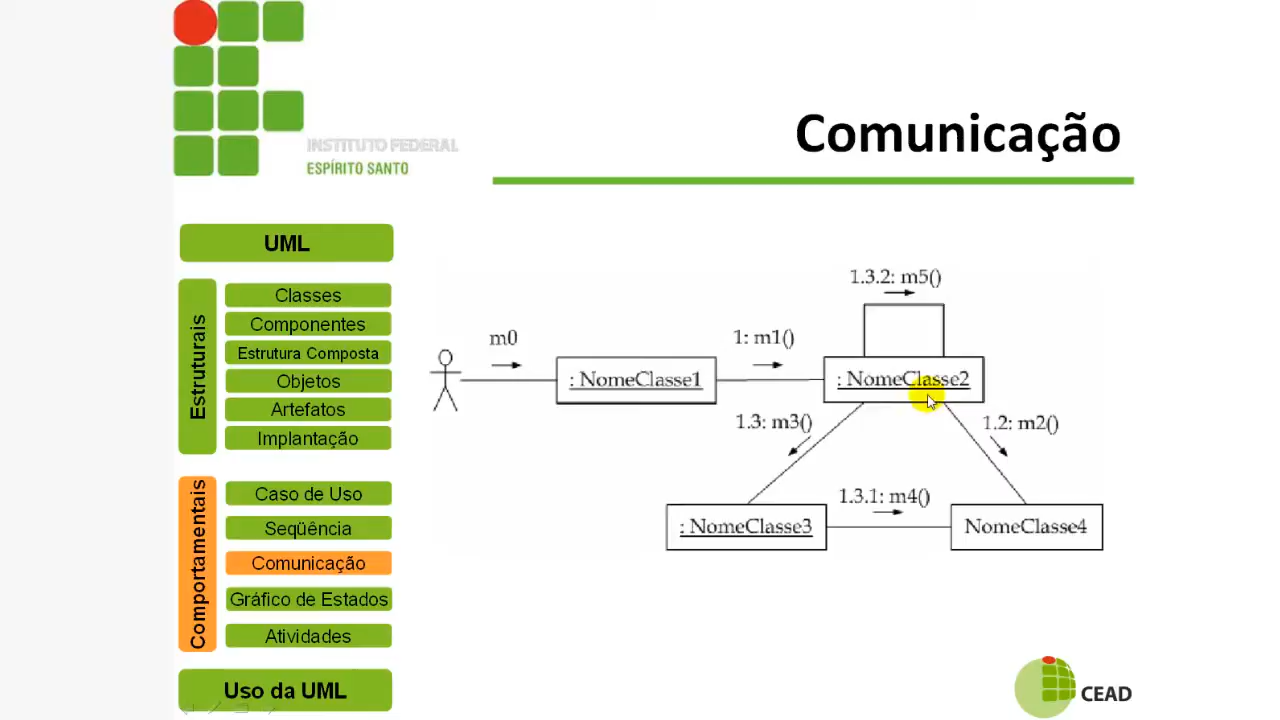 INSTITUTO FEDERAL
ESPÍRITO SANTO
Comunicação
UML
Estruturais
Classes
Componentes
Estrutura Composta
Objetos
Artefatos
Implantação
Comportamentais
Caso de Uso
Seqüência
Comunicação
Gráfico de Estados
Atividades
Uso da UML
1.3.2: m5()
m0
1: m1()
: NomeClasse1
: NomeClasse2
1.3: m3()
1.2: m2()
1.3.1: m4()
: NomeClasse3
NomeClasse4
CEAD